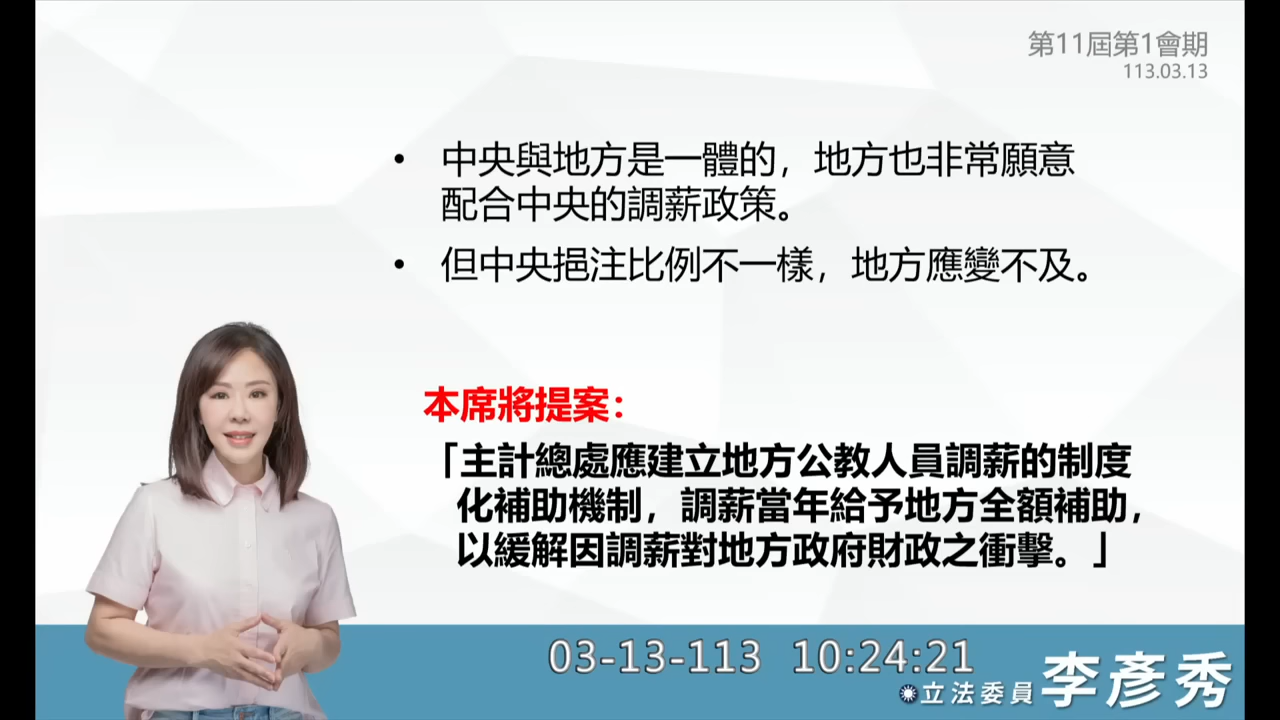 第11屆第1會期
113.03.13
• 中央與地方是一體的，地方也非常願意
配合中央的調薪政策。
• 但中央挹注比例不一樣，地方應變不及。
本席將提案：
「主計總處應建立地方公教人員調薪的制度
化補助機制，調薪當年給予地方全額補助，
以緩解因調薪對地方政府財政之衝擊。」
03-13-113 10:24:21
立法委員 李彥秀